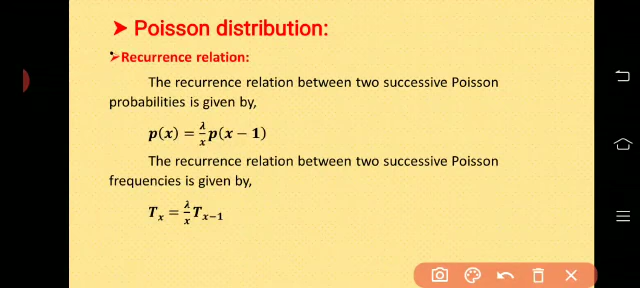 ➤ Poisson distribution:
➢Recurrence relation:
The recurrence relation between two successive Poisson
probabilities is given by,
p(x) = λ/x p(x − 1)
The recurrence relation between two successive Poisson
frequencies is given by,
Tₓ = λ/x Tₓ₋₁